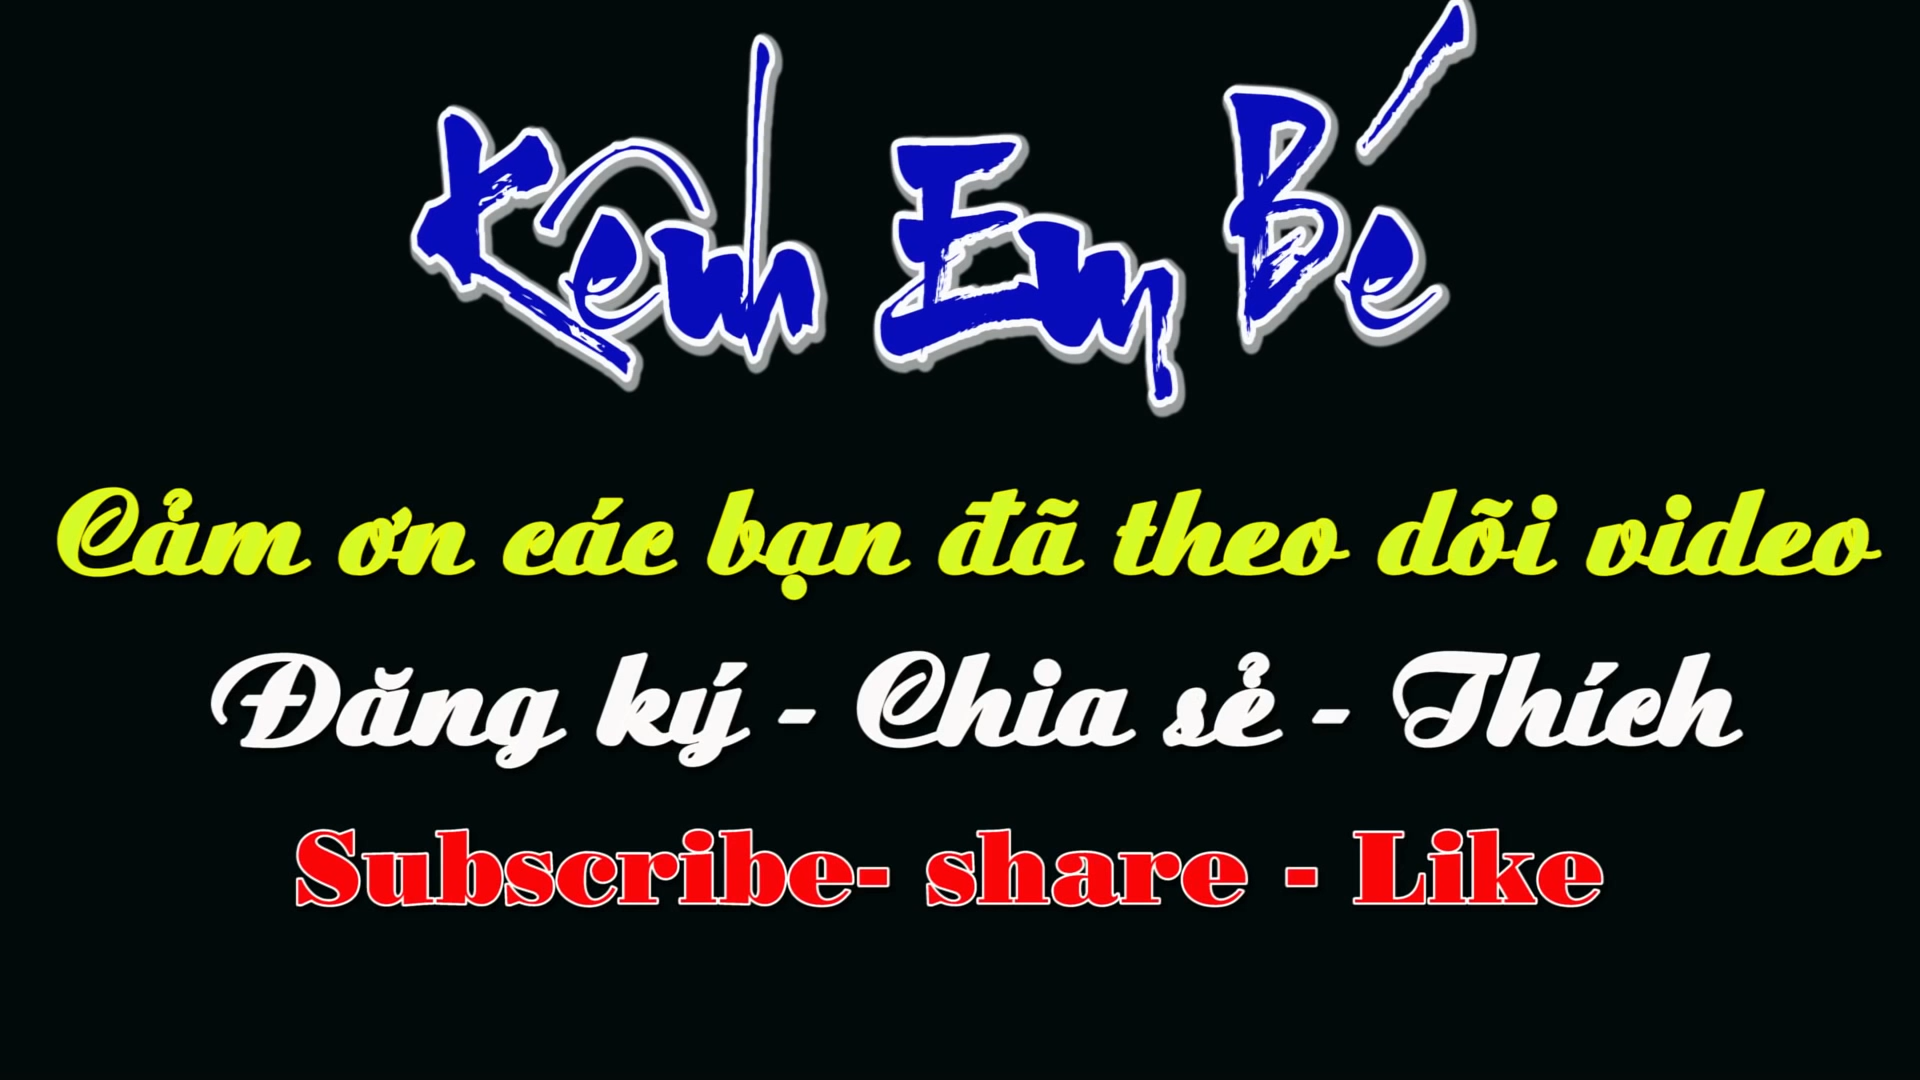 Kênh Em Bé
Cảm ơn các bạn đã theo dõi video
Đăng ký - Chia sẻ - Thích
Subscribe- share - Like